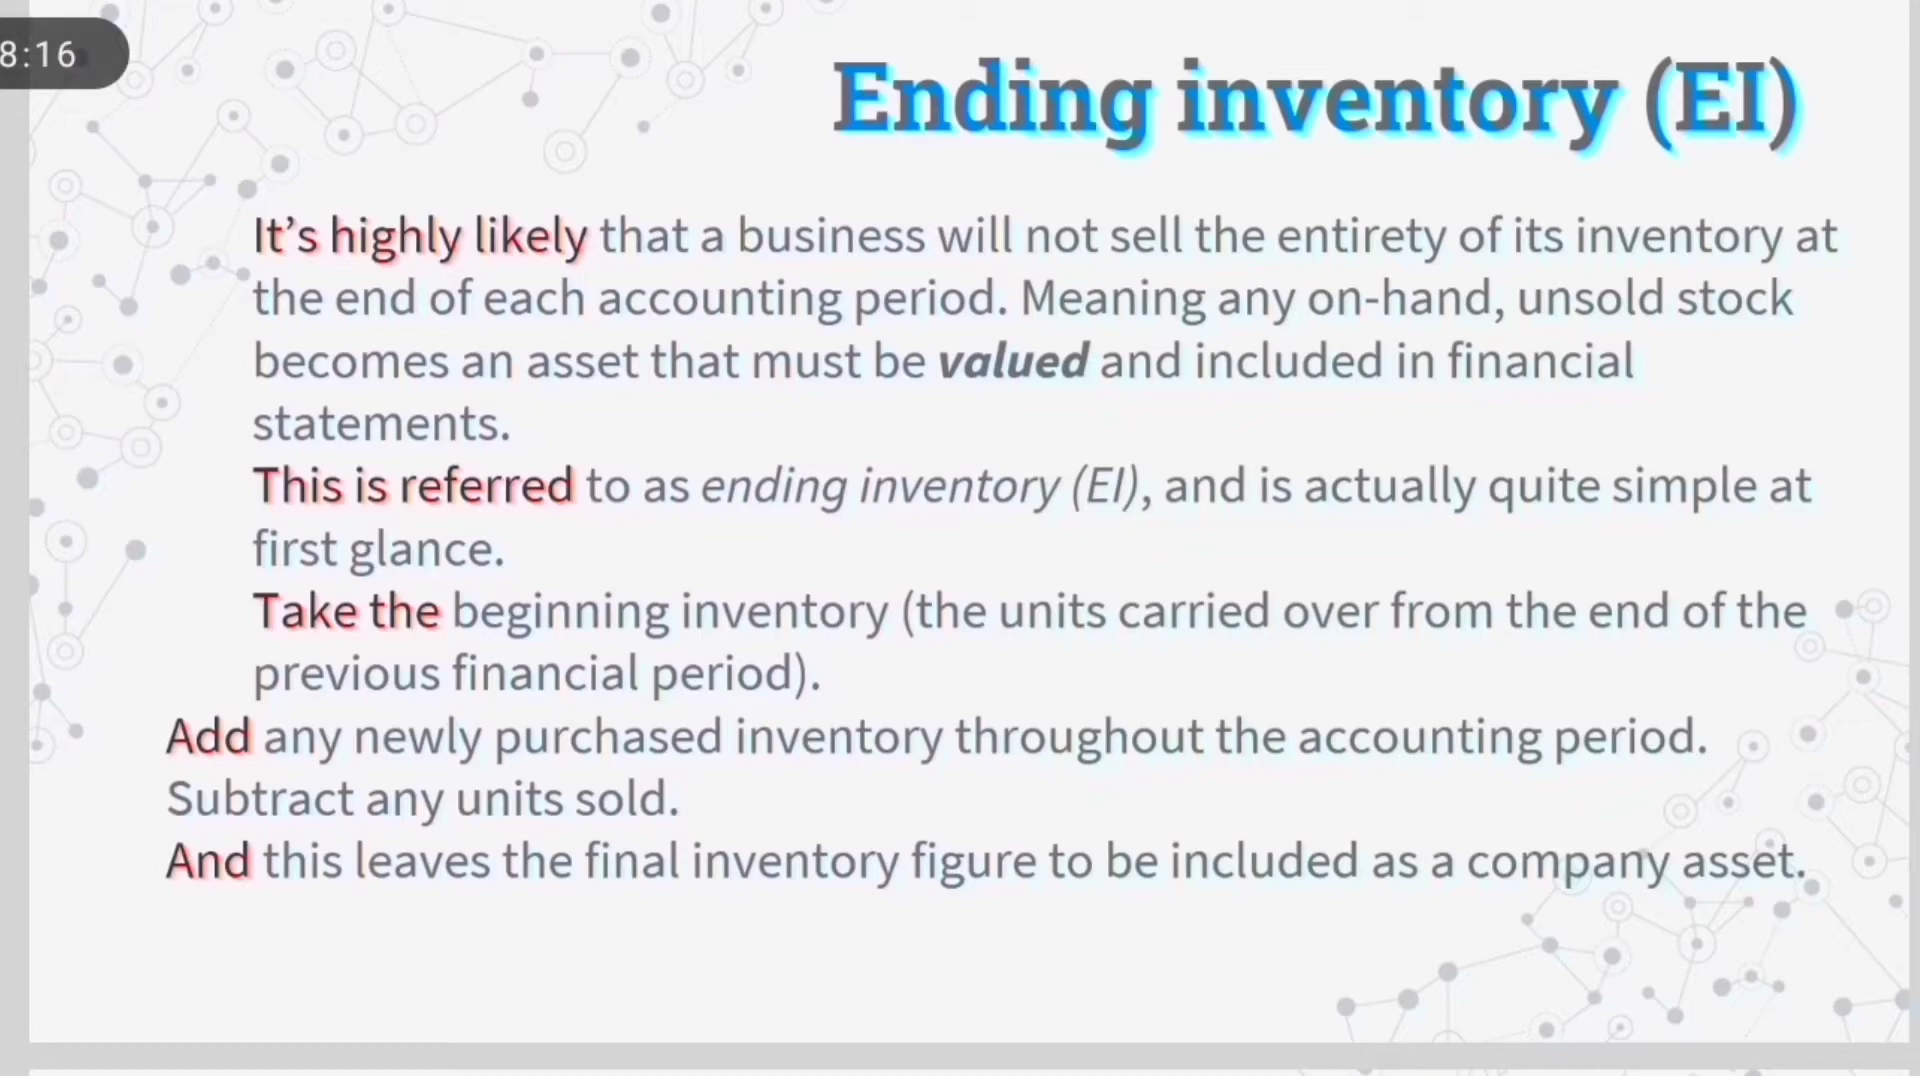 8:16
Ending inventory (EI)
It’s highly likely that a business will not sell the entirety of its inventory at
the end of each accounting period. Meaning any on-hand, unsold stock
becomes an asset that must be valued and included in financial
statements.
This is referred to as ending inventory (EI), and is actually quite simple at
first glance.
Take the beginning inventory (the units carried over from the end of the
previous financial period).
Add any newly purchased inventory throughout the accounting period.
Subtract any units sold.
And this leaves the final inventory figure to be included as a company asset.